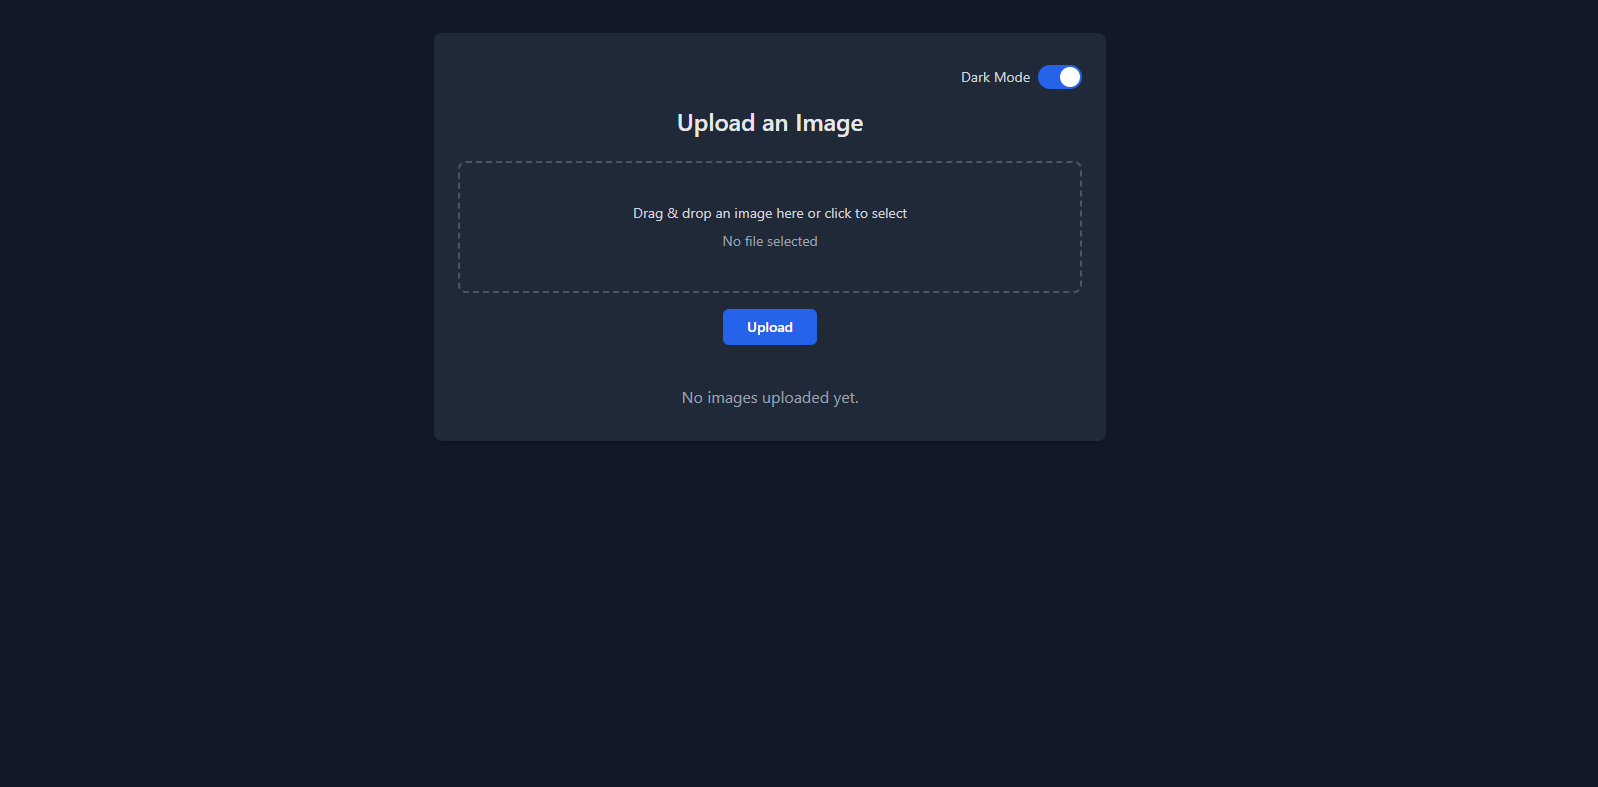 Dark Mode
Upload an Image
Drag & drop an image here or click to select
No file selected
Upload
No images uploaded yet.